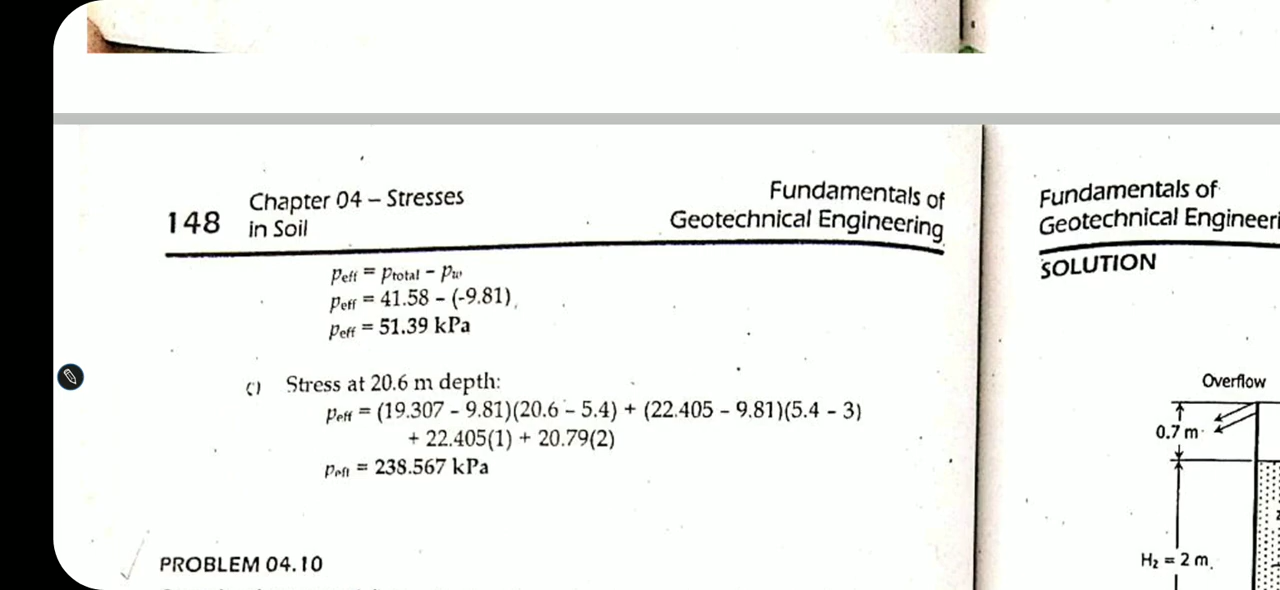 148
Chapter 04 – Stresses
in Soil
Fundamentals of
Geotechnical Engineering
p_eff = p_total - p_w
p_eff = 41.58 - (-9.81)
p_eff = 51.39 kPa
c) Stress at 20.6 m depth:
p_eff = (19.307 - 9.81)(20.6 - 5.4) + (22.405 - 9.81)(5.4 - 3)
+ 22.405(1) + 20.79(2)
p_eff = 238.567 kPa
PROBLEM 04.10
Fundamentals of
Geotechnical Engineeri
SOLUTION
Overflow
0.7 m
H₂ = 2 m